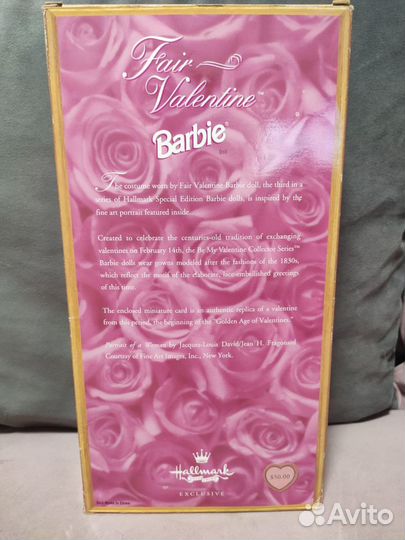 Fair
Valentine™
Barbie®
Doll
The costume worn by Fair Valentine Barbie doll, the third in a
series of Hallmark Special Edition Barbie dolls, is inspired by the
fine art portrait featured inside.
Created to celebrate the centuries-old tradition of exchanging
valentines on February 14th, the Be My Valentine Collector Series™
Barbie dolls wear gowns modeled after the fashions of the 1830s,
which reflect the motif of the elaborate, lace-embellished greetings
of this time.
The enclosed miniature card is an authentic replica of a valentine
from this period, the beginning of the "Golden Age of Valentines."
Portrait of a Woman by Jacques-Louis David/Jean H. Fragonard
Courtesy of Fine Art Images, Inc., New York.
Hallmark
EXCLUSIVE
$50.00
Made in China
Avito